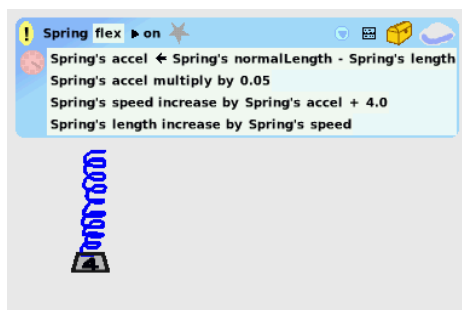 ! Spring flex on
Spring's accel ← Spring's normalLength - Spring's length
Spring's accel multiply by 0.05
Spring's speed increase by Spring's accel + 4.0
Spring's length increase by Spring's speed
4